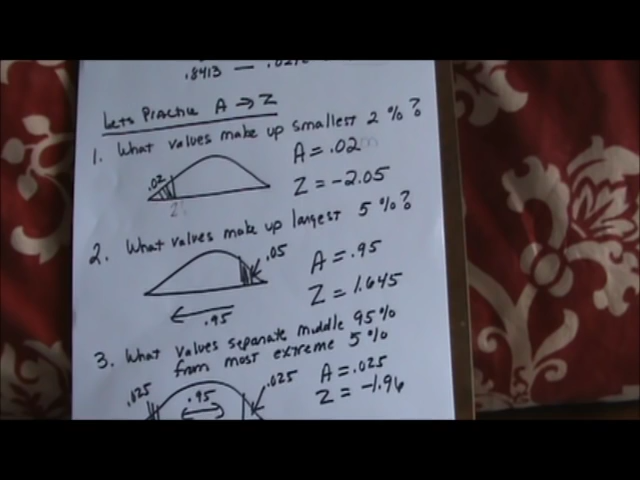 .8413 —
Lets Practice A → Z
1. What values make up smallest 2 %?
.02
A = .02
Z = -2.05
2. What values make up largest 5 %?
.05
A = .95
Z = 1.645
← .95
3. What values separate middle 95%
from most extreme 5%
.025
.95
.025
A = .025
Z = -1.96